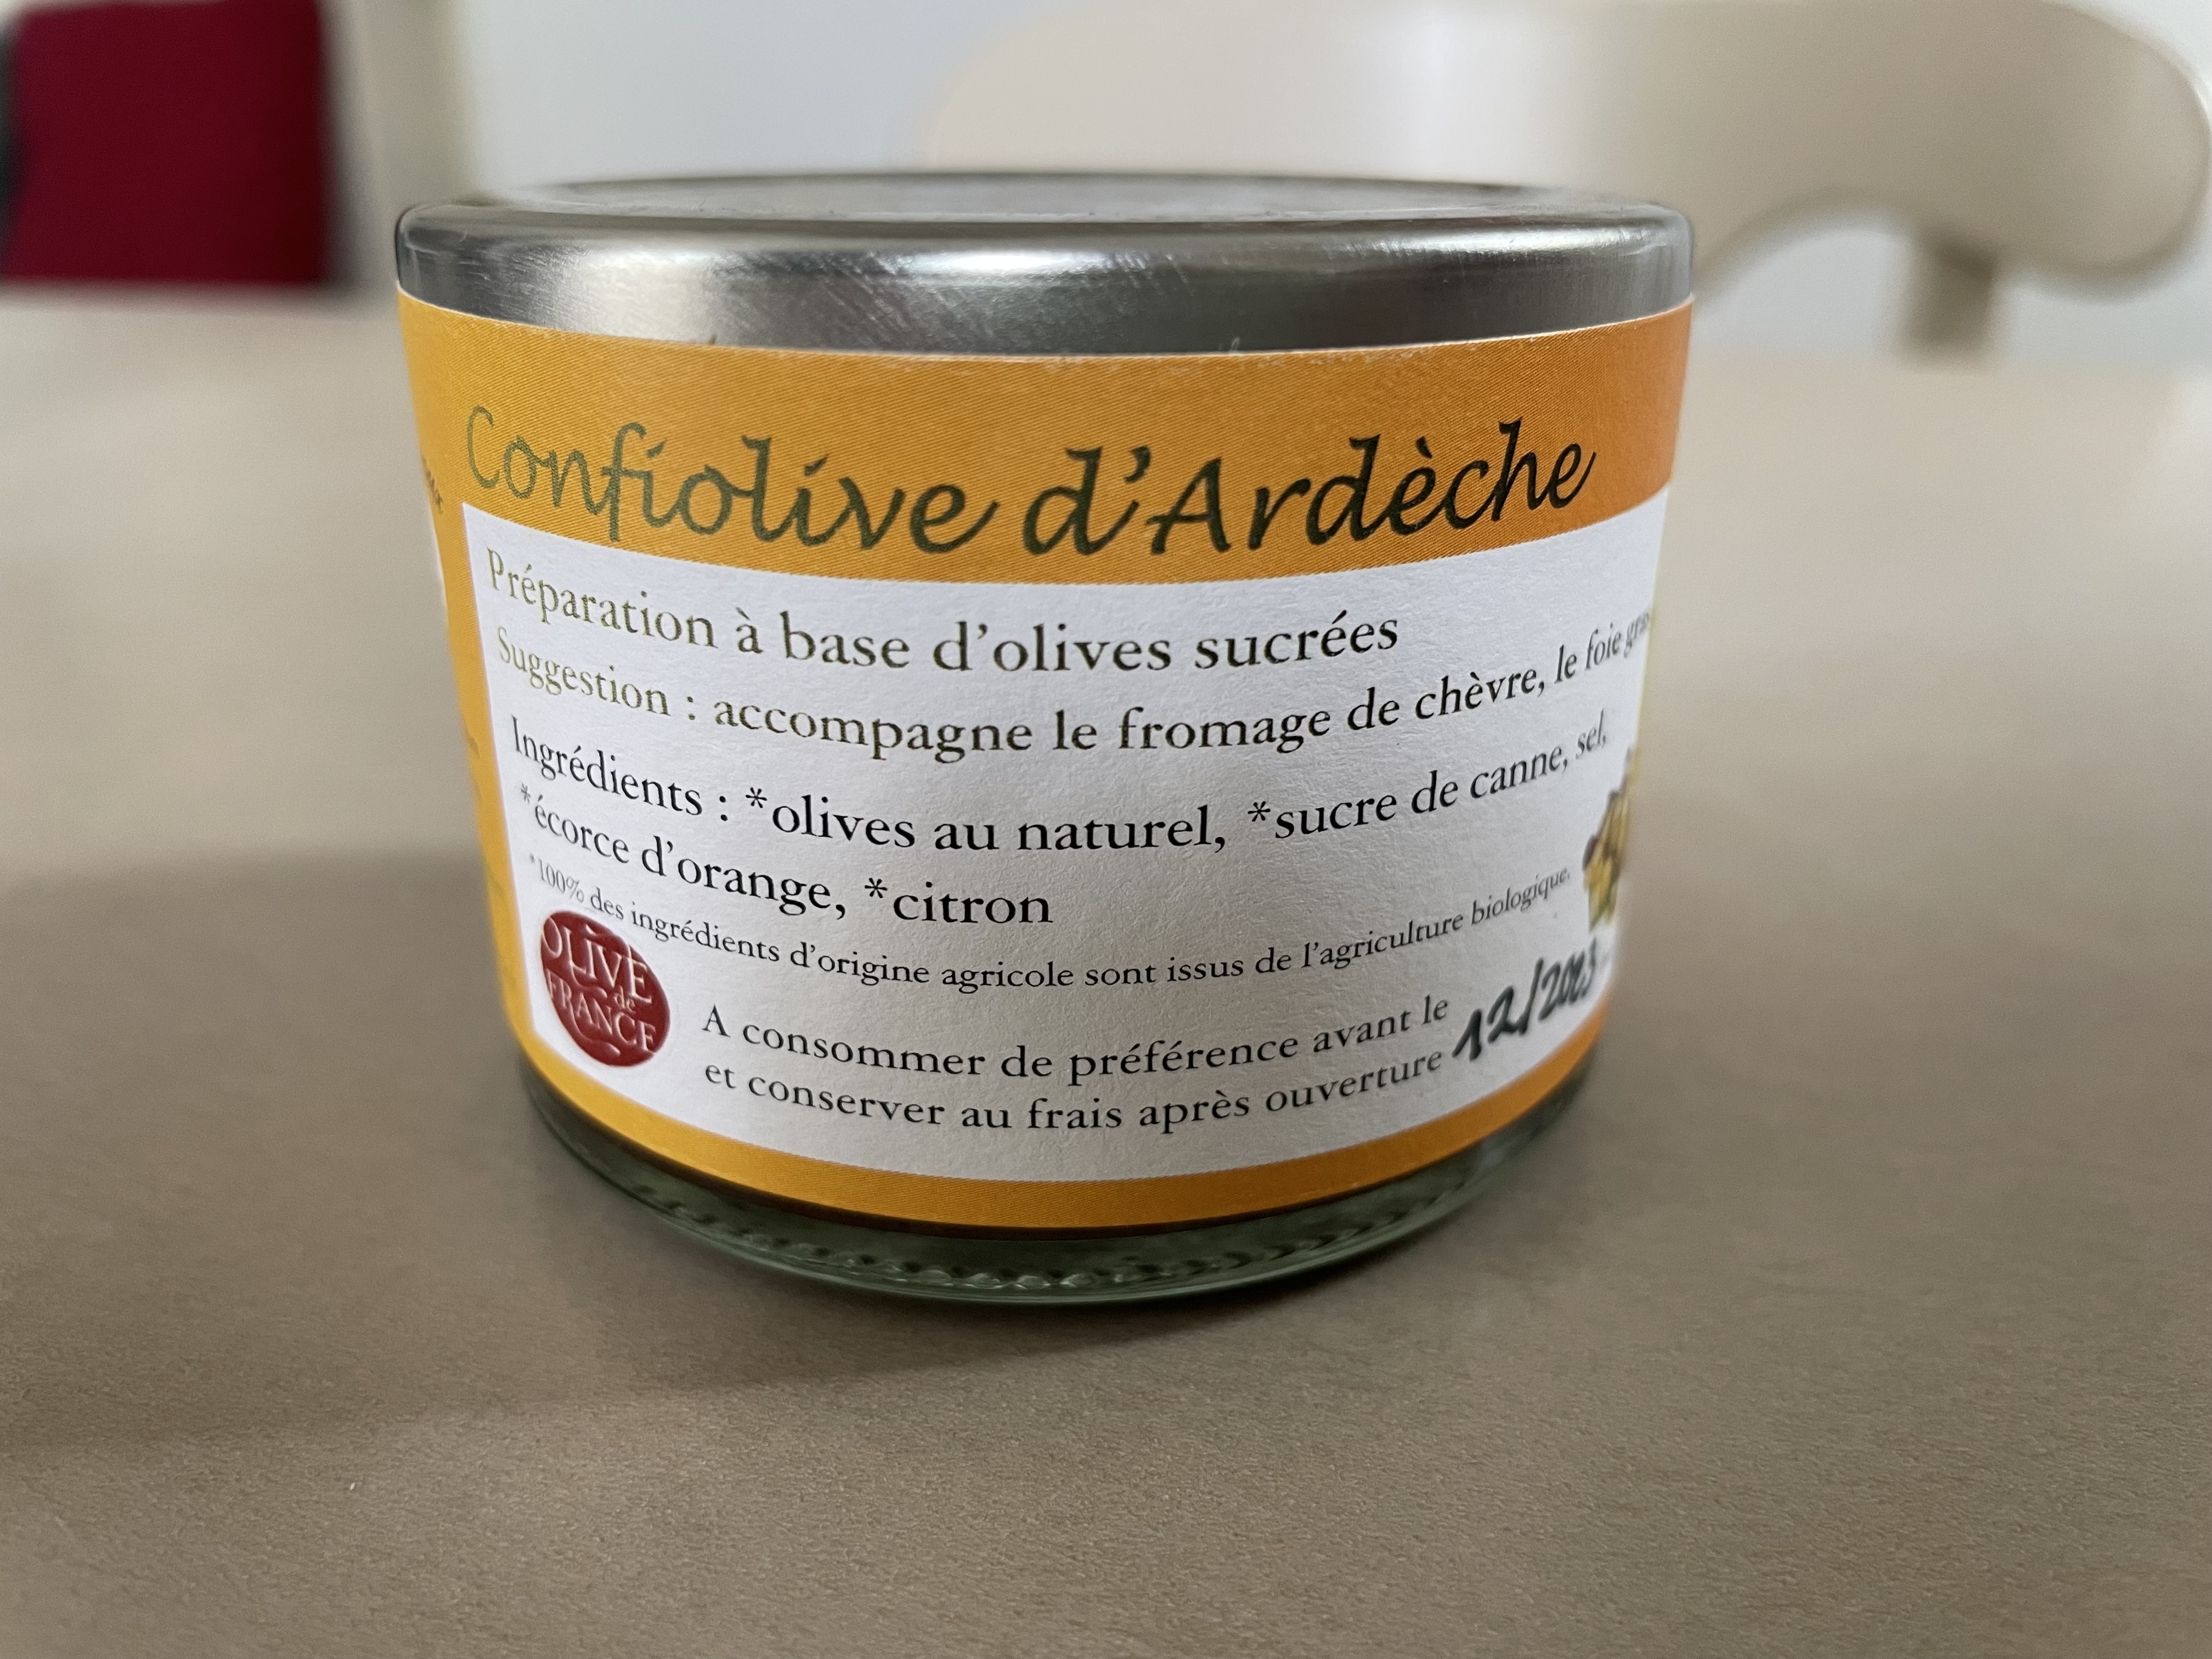 Confiolive d'Ardèche
Préparation à base d'olives sucrées
Suggestion : accompagne le fromage de chèvre, le foie gras
Ingrédients : *olives au naturel, *sucre de canne, sel,
*écorce d'orange, *citron
*100% des ingrédients d'origine agricole sont issus de l'agriculture biologique.
OLIVE
de
FRANCE
A consommer de préférence avant le
et conserver au frais après ouverture